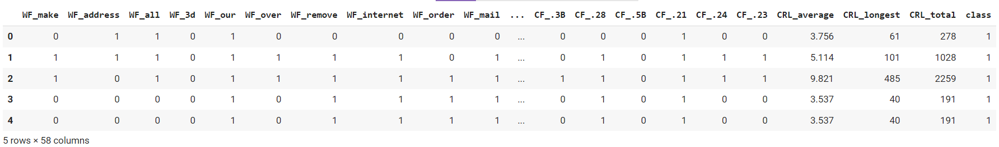 WF_make WF_address WF_all WF_3d WF_our WF_over WF_remove WF_internet WF_order WF_mail ... CF_.3B CF_.28 CF_.5B CF_.21 CF_.24 CF_.23 CRL_average CRL_longest CRL_total class
0 0 1 1 0 1 0 0 0 0 0 ... 0 0 0 1 0 0 3.756 61 278 1
1 1 1 1 0 1 1 1 1 0 1 ... 0 1 0 1 1 1 5.114 101 1028 1
2 1 0 1 0 1 1 1 1 1 1 ... 1 1 0 1 1 1 9.821 485 2259 1
3 0 0 0 0 1 0 1 1 1 1 ... 0 1 0 1 0 0 3.537 40 191 1
4 0 0 0 0 1 0 1 1 1 1 ... 0 1 0 1 0 0 3.537 40 191 1
5 rows × 58 columns